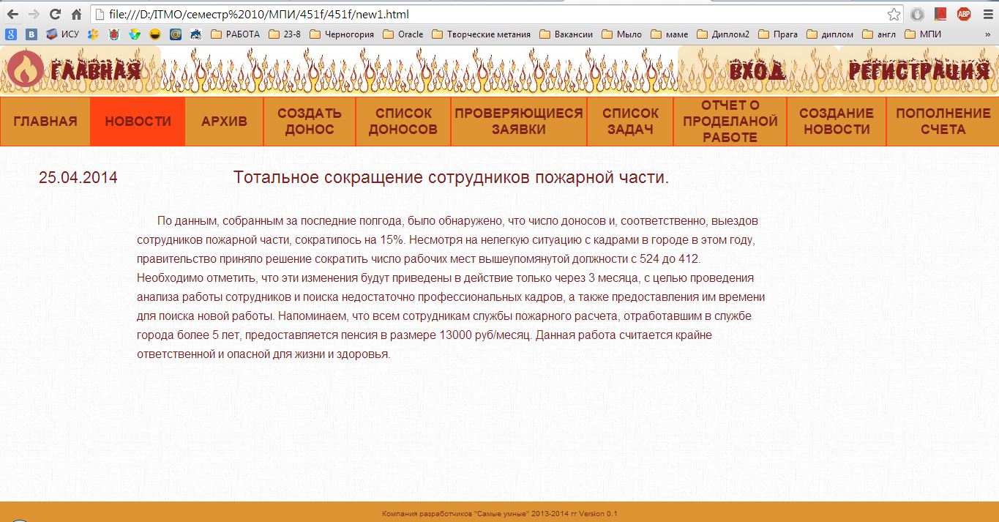 file:///D:/ITMO/семестр%2010/МПИ/451f/451f/new1.html
ИСУ РАБОТА 23-8 Черногория Oracle Творческие метания Вакансии Мыло маме Диплом2 Прага диплом англ МПИ »
ГЛАВНАЯ ВХОД РЕГИСТРАЦИЯ
ГЛАВНАЯ
НОВОСТИ
АРХИВ
СОЗДАТЬ
ДОНОС
СПИСОК
ДОНОСОВ
ПРОВЕРЯЮЩИЕСЯ
ЗАЯВКИ
СПИСОК
ЗАДАЧ
ОТЧЕТ О
ПРОДЕЛАНОЙ
РАБОТЕ
СОЗДАНИЕ
НОВОСТИ
ПОПОЛНЕНИЕ
СЧЕТА
25.04.2014 Тотальное сокращение сотрудников пожарной части.
По данным, собранным за последние полгода, было обнаружено, что число доносов и, соответственно, выездов
сотрудников пожарной части, сократилось на 15%. Несмотря на нелегкую ситуацию с кадрами в городе в этом году,
правительство приняло решение сократить число рабочих мест вышеупомянутой должности с 524 до 412.
Необходимо отметить, что эти изменения будут приведены в действие только через 3 месяца, с целью проведения
анализа работы сотрудников и поиска недостаточно профессиональных кадров, а также предоставления им времени
для поиска новой работы. Напоминаем, что всем сотрудникам службы пожарного расчета, отработавшим в службе
города более 5 лет, предоставляется пенсия в размере 13000 руб/месяц. Данная работа считается крайне
ответственной и опасной для жизни и здоровья.
Компания разработчиков "Самые умные" 2013-2014 гг Version 0.1
ABP